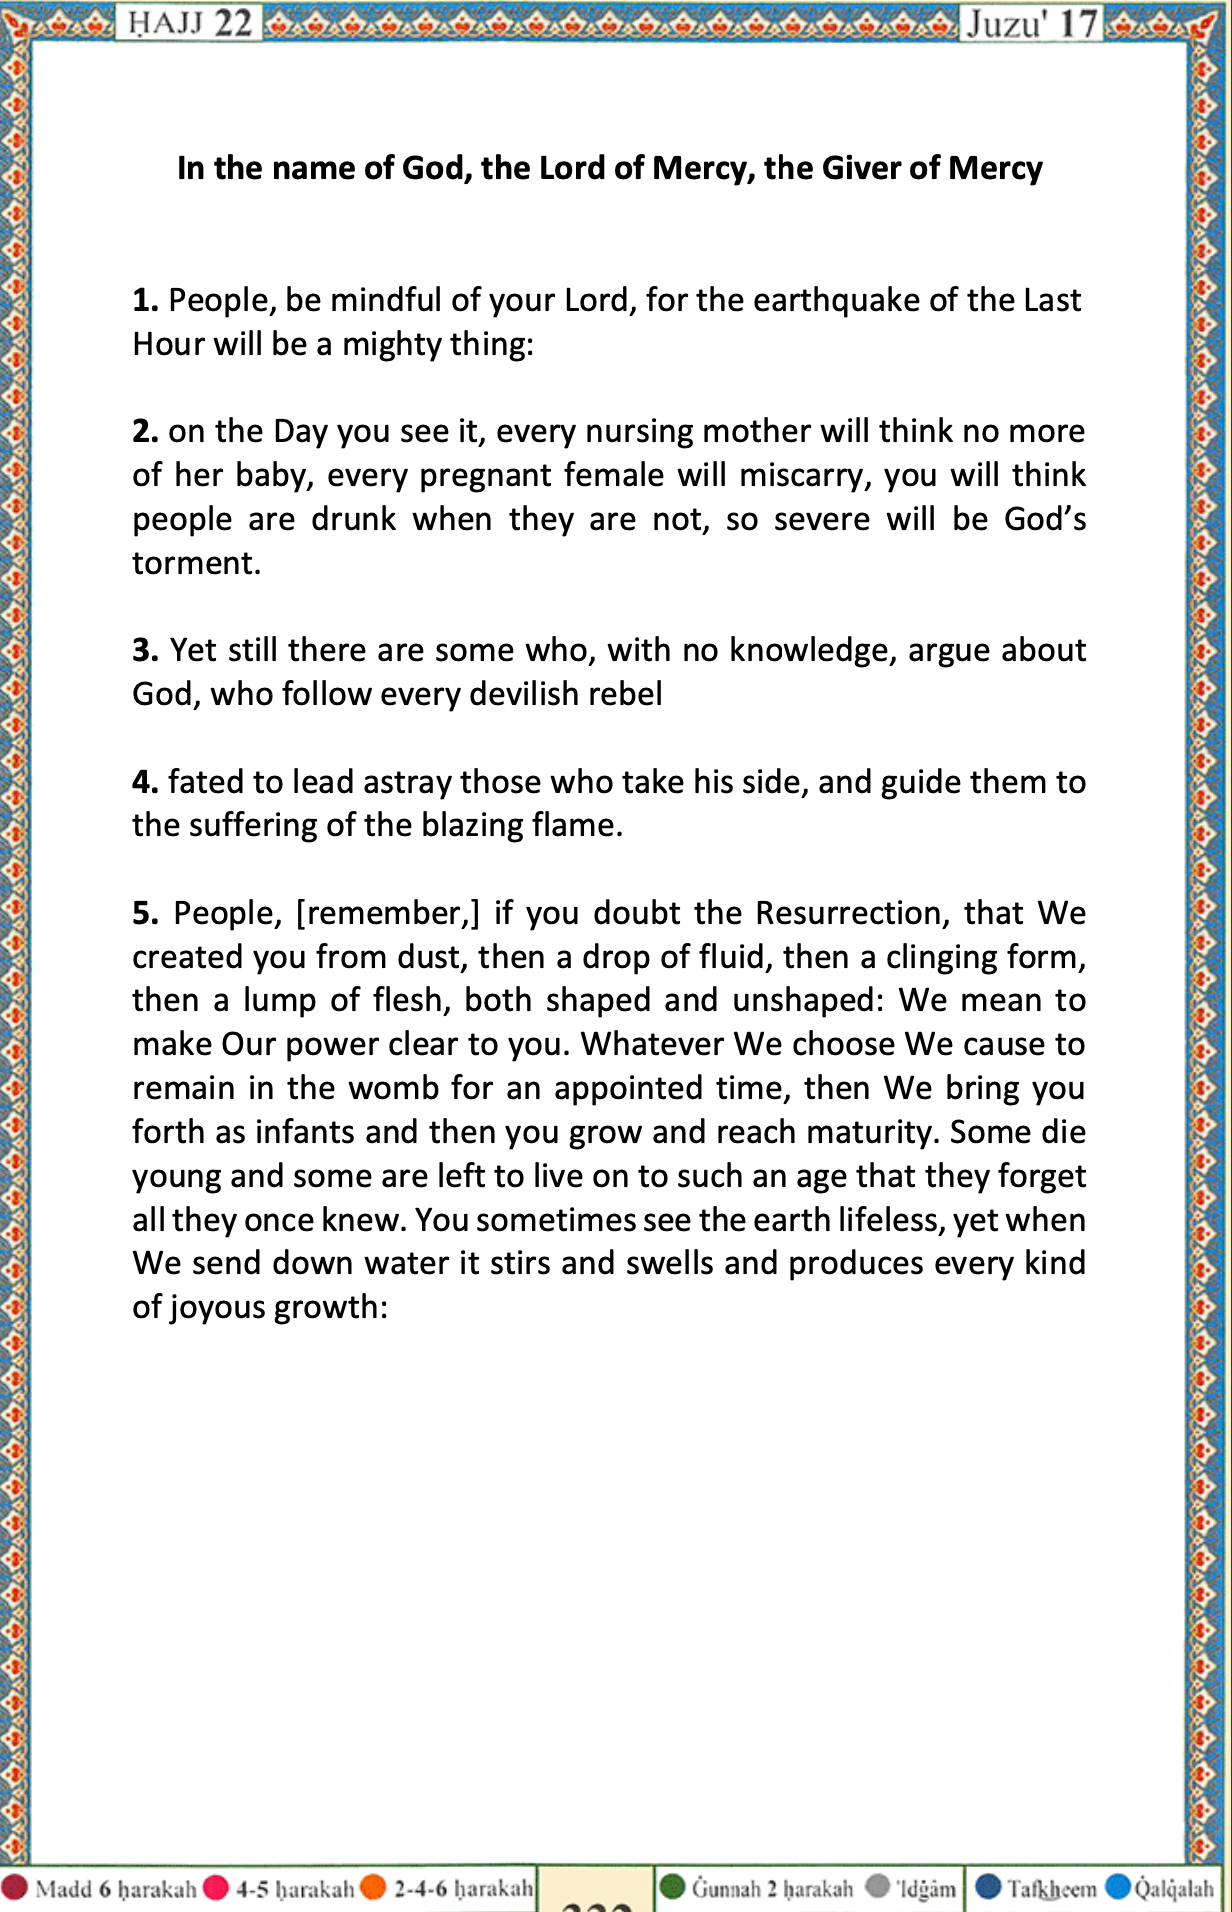 ḤAJJ 22
Juzu' 17
In the name of God, the Lord of Mercy, the Giver of Mercy
1. People, be mindful of your Lord, for the earthquake of the Last
Hour will be a mighty thing:
2. on the Day you see it, every nursing mother will think no more
of her baby, every pregnant female will miscarry, you will think
people are drunk when they are not, so severe will be God’s
torment.
3. Yet still there are some who, with no knowledge, argue about
God, who follow every devilish rebel
4. fated to lead astray those who take his side, and guide them to
the suffering of the blazing flame.
5. People, [remember,] if you doubt the Resurrection, that We
created you from dust, then a drop of fluid, then a clinging form,
then a lump of flesh, both shaped and unshaped: We mean to
make Our power clear to you. Whatever We choose We cause to
remain in the womb for an appointed time, then We bring you
forth as infants and then you grow and reach maturity. Some die
young and some are left to live on to such an age that they forget
all they once knew. You sometimes see the earth lifeless, yet when
We send down water it stirs and swells and produces every kind
of joyous growth:
Madd 6 ḥarakah 4-5 ḥarakah 2-4-6 ḥarakah
Ġunnah 2 ḥarakah 'Idġâm Tafkheem Q̇alq̇alah